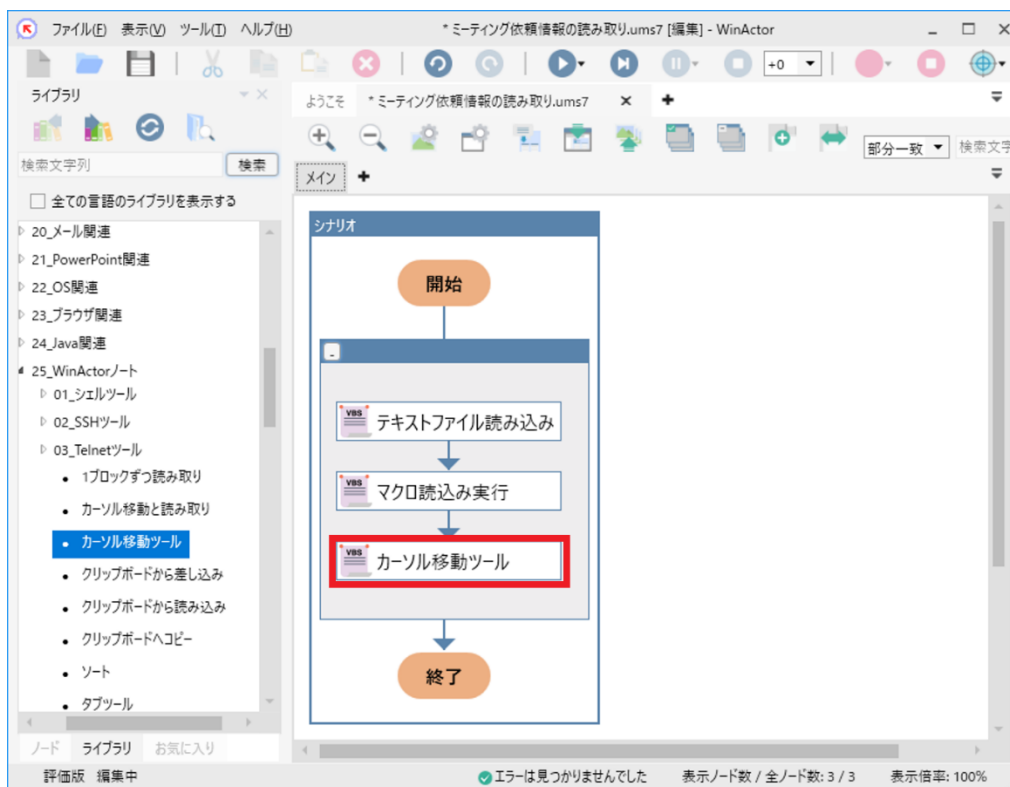 ファイル(F) 表示(V) ツール(T) ヘルプ(H) * ミーティング依頼情報の読み取り.ums7 [編集] - WinActor
+0
ライブラリ
検索文字列 検索
全ての言語のライブラリを表示する
20_メール関連
21_PowerPoint関連
22_OS関連
23_ブラウザ関連
24_Java関連
25_WinActorノート
01_シェルツール
02_SSHツール
03_Telnetツール
1ブロックずつ読み取り
カーソル移動と読み取り
カーソル移動ツール
クリップボードから差し込み
クリップボードから読み込み
クリップボードへコピー
ソート
タブツール
ノード ライブラリ お気に入り
ようこそ * ミーティング依頼情報の読み取り.ums7
部分一致 検索文字
メイン
シナリオ
開始
VBS テキストファイル読み込み
VBS マクロ読込み実行
VBS カーソル移動ツール
終了
評価版 編集中 エラーは見つかりませんでした 表示ノード数 / 全ノード数: 3 / 3 表示倍率: 100%